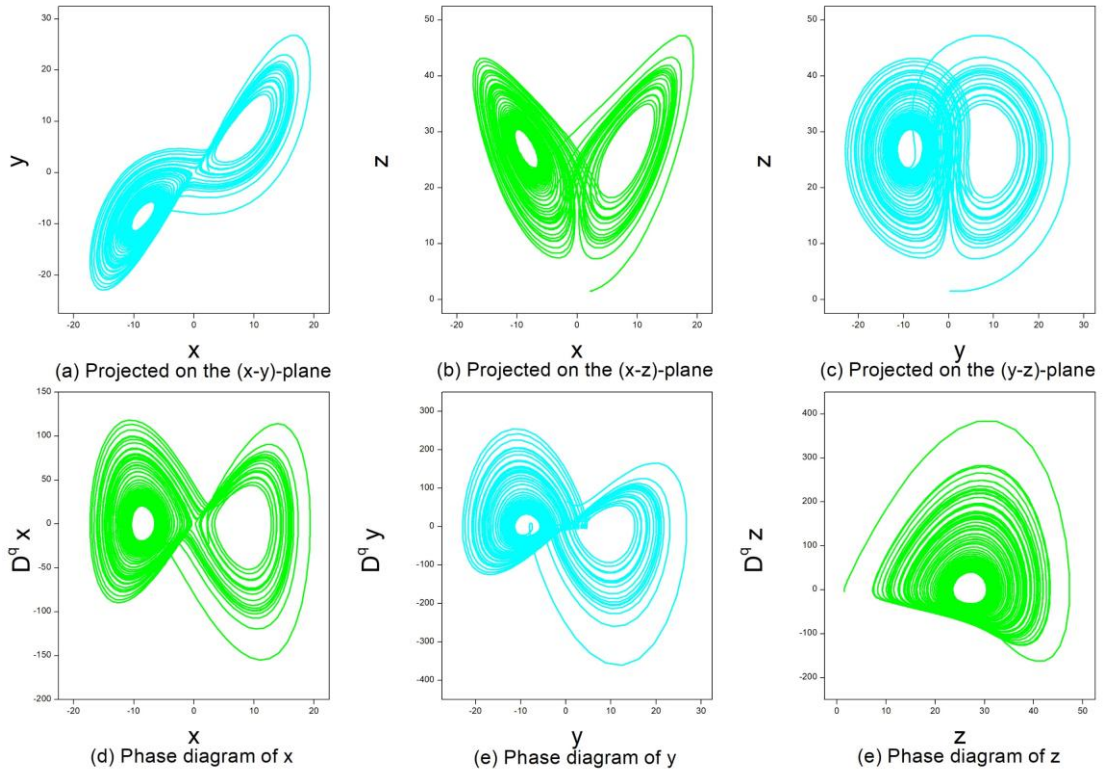 30
20
10
0
-10
-20
y
-20 -10 0 10 20
x
(a) Projected on the (x-y)-plane
50
40
30
20
10
0
z
-20 -10 0 10 20
x
(b) Projected on the (x-z)-plane
50
40
30
20
10
0
z
-20 -10 0 10 20 30
y
(c) Projected on the (y-z)-plane
150
100
50
0
-50
-100
-150
-200
D^q x
-20 -10 0 10 20
x
(d) Phase diagram of x
300
200
100
0
-100
-200
-300
-400
D^q y
-20 -10 0 10 20 30
y
(e) Phase diagram of y
400
300
200
100
0
-100
-200
D^q z
0 10 20 30 40 50
z
(e) Phase diagram of z